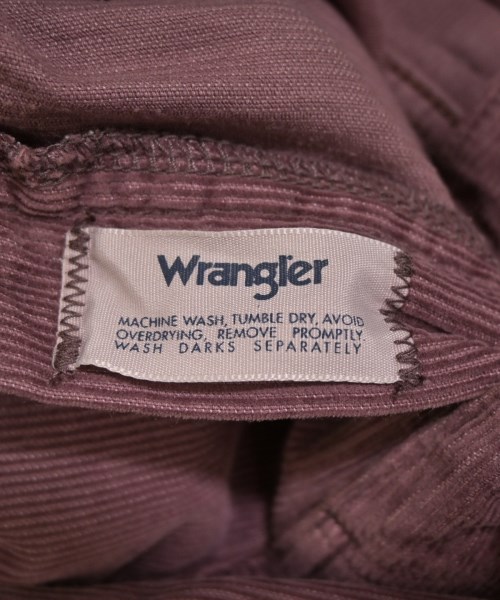 Wrangler
MACHINE WASH, TUMBLE DRY, AVOID
OVERDRYING, REMOVE PROMPTLY.
WASH DARKS SEPARATELY